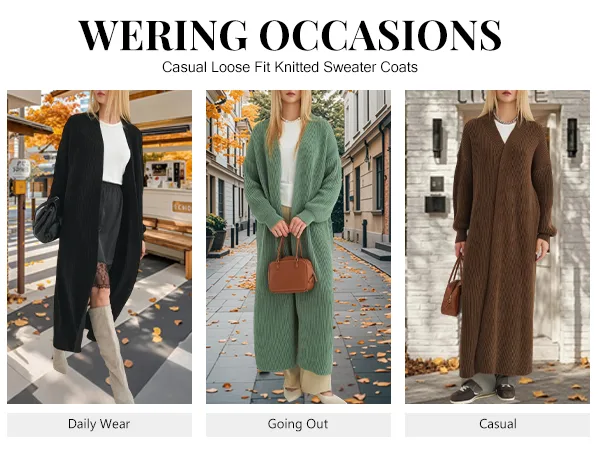 WERING OCCASIONS
Casual Loose Fit Knitted Sweater Coats
Daily Wear
Going Out
Casual